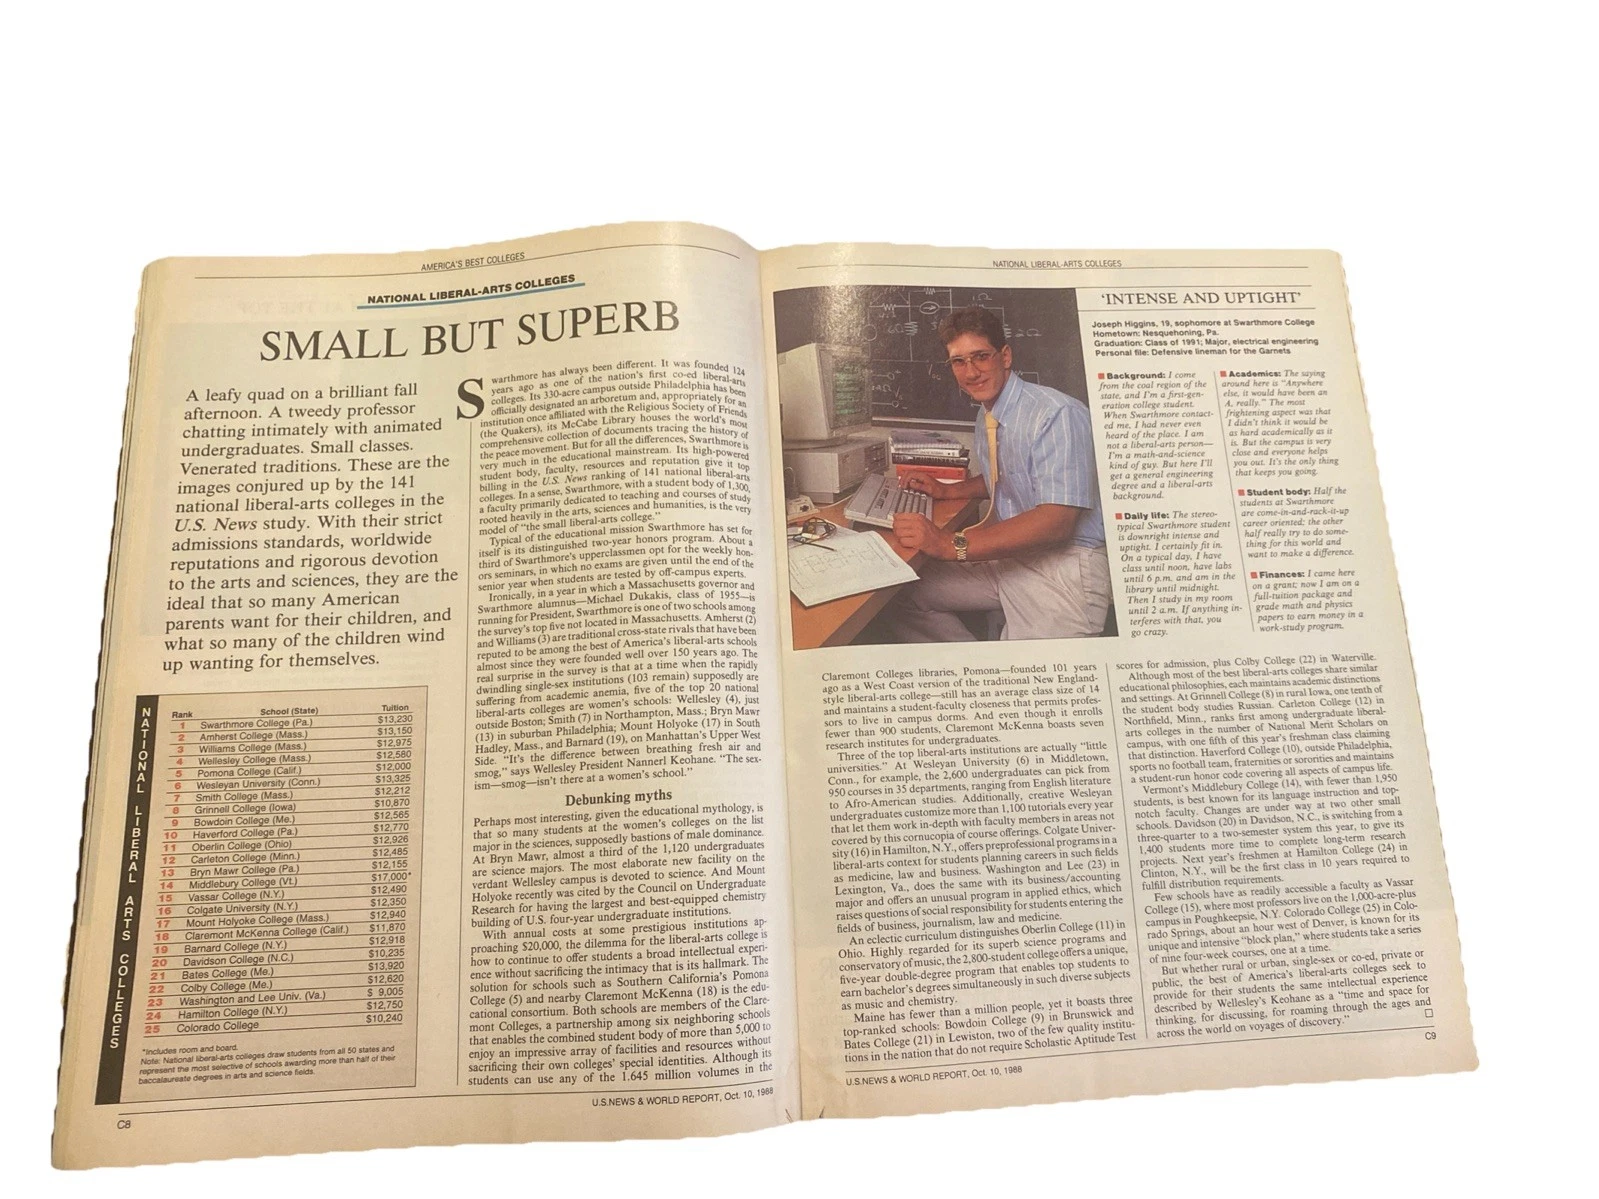 AMERICA'S BEST COLLEGES
NATIONAL LIBERAL-ARTS COLLEGES
SMALL BUT SUPERB
A leafy quad on a brilliant fall
afternoon. A tweedy professor
chatting intimately with animated
undergraduates. Small classes.
Venerated traditions. These are the
images conjured up by the 141
national liberal-arts colleges in the
U.S. News study. With their strict
admissions standards, worldwide
reputations and rigorous devotion
to the arts and sciences, they are the
ideal that so many American
parents want for their children, and
what so many of the children wind
up wanting for themselves.
NATIONAL LIBERAL ARTS COLLEGES
Rank School (State) Tuition
1 Swarthmore College (Pa.) $13,230
2 Amherst College (Mass.) $13,150
3 Williams College (Mass.) $12,975
4 Wellesley College (Mass.) $12,580
5 Pomona College (Calif.) $12,000
6 Wesleyan University (Conn.) $13,325
7 Smith College (Mass.) $12,212
8 Grinnell College (Iowa) $10,870
9 Bowdoin College (Me.) $12,565
10 Haverford College (Pa.) $12,770
11 Oberlin College (Ohio) $12,926
12 Carleton College (Minn.) $12,485
13 Bryn Mawr College (Pa.) $12,155
14 Middlebury College (Vt.) $17,000*
15 Vassar College (N.Y.) $12,490
16 Colgate University (N.Y.) $12,350
17 Mount Holyoke College (Mass.) $12,940
18 Claremont McKenna College (Calif.) $11,870
19 Barnard College (N.Y.) $12,918
20 Davidson College (N.C.) $10,235
21 Bates College (Me.) $13,920
22 Colby College (Me.) $12,620
23 Washington and Lee Univ. (Va.) $ 9,005
24 Hamilton College (N.Y.) $12,750
25 Colorado College $10,240
*Includes room and board.
Note: National liberal-arts colleges draw students from all 50 states and
represent the most selective of schools awarding more than half of their
baccalaureate degrees in arts and science fields.
C8
Swarthmore has always been different. It was founded 124
years ago as one of the nation's first co-ed liberal-arts
colleges. Its 330-acre campus outside Philadelphia has been
officially designated an arboretum and, appropriately for an
institution once affiliated with the Religious Society of Friends
(the Quakers), its McCabe Library houses the world's most
comprehensive collection of documents tracing the history of
the peace movement. But for all the differences, Swarthmore is
very much in the educational mainstream. Its high-powered
student body, faculty, resources and reputation give it top
billing in the U.S. News ranking of 141 national liberal-arts
colleges. In a sense, Swarthmore, with a student body of 1,300,
a faculty primarily dedicated to teaching and courses of study
rooted heavily in the arts, sciences and humanities, is the very
model of "the small liberal-arts college."
Typical of the educational mission Swarthmore has set for
itself is its distinguished two-year honors program. About a
third of Swarthmore's upperclassmen opt for the weekly hon-
ors seminars, in which no exams are given until the end of the
senior year when students are tested by off-campus experts.
Ironically, in a year in which a Massachusetts governor and
Swarthmore alumnus—Michael Dukakis, class of 1955—is
running for President, Swarthmore is one of two schools among
the survey's top five not located in Massachusetts. Amherst (2)
and Williams (3) are traditional cross-state rivals that have been
reputed to be among the best of America's liberal-arts schools
almost since they were founded well over 150 years ago. The
real surprise in the survey is that at a time when the rapidly
dwindling single-sex institutions (103 remain) supposedly are
suffering from academic anemia, five of the top 20 national
liberal-arts colleges are women's schools: Wellesley (4), just
outside Boston; Smith (7) in Northampton, Mass.; Bryn Mawr
(13) in suburban Philadelphia; Mount Holyoke (17) in South
Hadley, Mass., and Barnard (19), on Manhattan's Upper West
Side. "It's the difference between breathing fresh air and
smog," says Wellesley President Nannerl Keohane. "The sex-
ism—smog—isn't there at a women's school."
Debunking myths
Perhaps most interesting, given the educational mythology, is
that so many students at the women's colleges on the list
major in the sciences, supposedly bastions of male dominance.
At Bryn Mawr, almost a third of the 1,120 undergraduates
are science majors. The most elaborate new facility on the
verdant Wellesley campus is devoted to science. And Mount
Holyoke recently was cited by the Council on Undergraduate
Research for having the largest and best-equipped chemistry
building of U.S. four-year undergraduate institutions.
With annual costs at some prestigious institutions ap-
proaching $20,000, the dilemma for the liberal-arts college is
how to continue to offer students a broad intellectual experi-
ence without sacrificing the intimacy that is its hallmark. The
solution for schools such as Southern California's Pomona
College (5) and nearby Claremont McKenna (18) is the edu-
cational consortium. Both schools are members of the Clare-
mont Colleges, a partnership among six neighboring schools
that enables the combined student body of more than 5,000 to
enjoy an impressive array of facilities and resources without
sacrificing their own colleges' special identities. Although its
students can use any of the 1.645 million volumes in the
U.S.NEWS & WORLD REPORT, Oct. 10, 1988
NATIONAL LIBERAL-ARTS COLLEGES
'INTENSE AND UPTIGHT'
Joseph Higgins, 19, sophomore at Swarthmore College
Hometown: Nesquehoning, Pa.
Graduation: Class of 1991; Major, electrical engineering
Personal file: Defensive lineman for the Garnets
Background: I come
from the coal region of the
state, and I'm a first-gen-
eration college student.
When Swarthmore contact-
ed me, I had never even
heard of the place. I am
not a liberal-arts person—
I'm a math-and-science
kind of guy. But here I'll
get a general engineering
degree and a liberal-arts
background.
Daily life: The stereo-
typical Swarthmore student
is downright intense and
uptight. I certainly fit in.
On a typical day, I have
class until noon, have labs
until 6 p.m. and am in the
library until midnight.
Then I study in my room
until 2 a.m. If anything in-
terferes with that, you
go crazy.
Academics: The saying
around here is "Anywhere
else, it would have been an
A, really." The most
frightening aspect was that
I didn't think it would be
as hard academically as it
is. But the campus is very
close and everyone helps
you out. It's the only thing
that keeps you going.
Student body: Half the
students at Swarthmore
are come-in-and-rack-it-up
career oriented; the other
half really try to do some-
thing for this world and
want to make a difference.
Finances: I came here
on a grant; now I am on a
full-tuition package and
grade math and physics
papers to earn money in a
work-study program.
Claremont Colleges libraries, Pomona—founded 101 years
ago as a West Coast version of the traditional New England-
style liberal-arts college—still has an average class size of 14
and maintains a student-faculty closeness that permits profes-
sors to live in campus dorms. And even though it enrolls
fewer than 900 students, Claremont McKenna boasts seven
research institutes for undergraduates.
Three of the top liberal-arts institutions are actually "little
universities." At Wesleyan University (6) in Middletown,
Conn., for example, the 2,600 undergraduates can pick from
950 courses in 35 departments, ranging from English literature
to Afro-American studies. Additionally, creative Wesleyan
undergraduates customize more than 1,100 tutorials every year
that let them work in-depth with faculty members in areas not
covered by this cornucopia of course offerings. Colgate Univer-
sity (16) in Hamilton, N.Y., offers preprofessional programs in a
liberal-arts context for students planning careers in such fields
as medicine, law and business. Washington and Lee (23) in
Lexington, Va., does the same with its business/accounting
major and offers an unusual program in applied ethics, which
raises questions of social responsibility for students entering the
fields of business, journalism, law and medicine.
An eclectic curriculum distinguishes Oberlin College (11) in
Ohio. Highly regarded for its superb science programs and
conservatory of music, the 2,800-student college offers a unique,
five-year double-degree program that enables top students to
earn bachelor's degrees simultaneously in such diverse subjects
as music and chemistry.
Maine has fewer than a million people, yet it boasts three
top-ranked schools: Bowdoin College (9) in Brunswick and
Bates College (21) in Lewiston, two of the few quality institu-
tions in the nation that do not require Scholastic Aptitude Test
scores for admission, plus Colby College (22) in Waterville.
Although most of the best liberal-arts colleges share similar
educational philosophies, each maintains academic distinctions
and settings. At Grinnell College (8) in rural Iowa, one tenth of
the student body studies Russian. Carleton College (12) in
Northfield, Minn., ranks first among undergraduate liberal-
arts colleges in the number of National Merit Scholars on
campus, with one fifth of this year's freshman class claiming
that distinction. Haverford College (10), outside Philadelphia,
sports no football team, fraternities or sororities and maintains
a student-run honor code covering all aspects of campus life.
Vermont's Middlebury College (14), with fewer than 1,950
students, is best known for its language instruction and top-
notch faculty. Changes are under way at two other small
schools. Davidson (20) in Davidson, N.C., is switching from a
three-quarter to a two-semester system this year, to give its
1,400 students more time to complete long-term research
projects. Next year's freshmen at Hamilton College (24) in
Clinton, N.Y., will be the first class in 10 years required to
fulfill distribution requirements.
Few schools have as readily accessible a faculty as Vassar
College (15), where most professors live on the 1,000-acre-plus
campus in Poughkeepsie, N.Y. Colorado College (25) in Colo-
rado Springs, about an hour west of Denver, is known for its
unique and intensive "block plan," where students take a series
of nine four-week courses, one at a time.
But whether rural or urban, single-sex or co-ed, private or
public, the best of America's liberal-arts colleges seek to
provide for their students the same intellectual experience
described by Wellesley's Keohane as a "time and space for
thinking, for discussing, for roaming through the ages and
across the world on voyages of discovery."
U.S.NEWS & WORLD REPORT, Oct. 10, 1988
C9